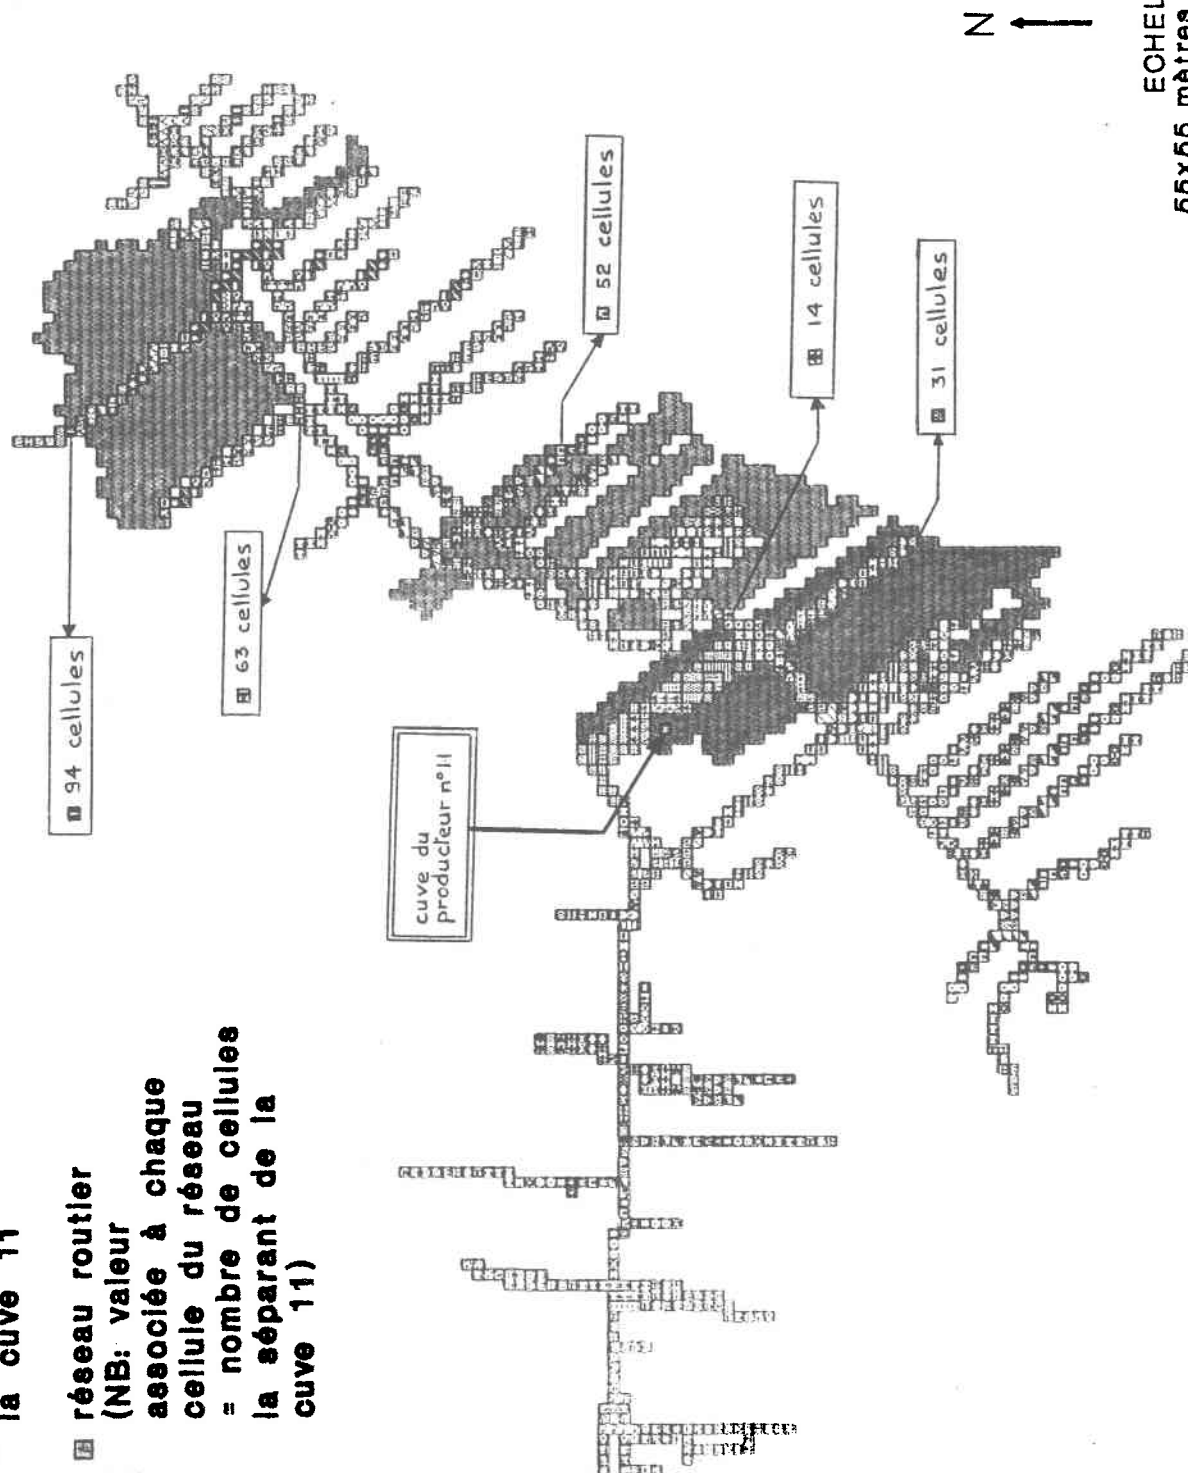 la cuve 11
réseau routier
(NB: valeur
associée à chaque
cellule du réseau
= nombre de cellules
la séparant de la
cuve 11)
94 cellules
63 cellules
cuve du
producteur n°11
52 cellules
14 cellules
31 cellules
N
ECHEL
55x55 mètres